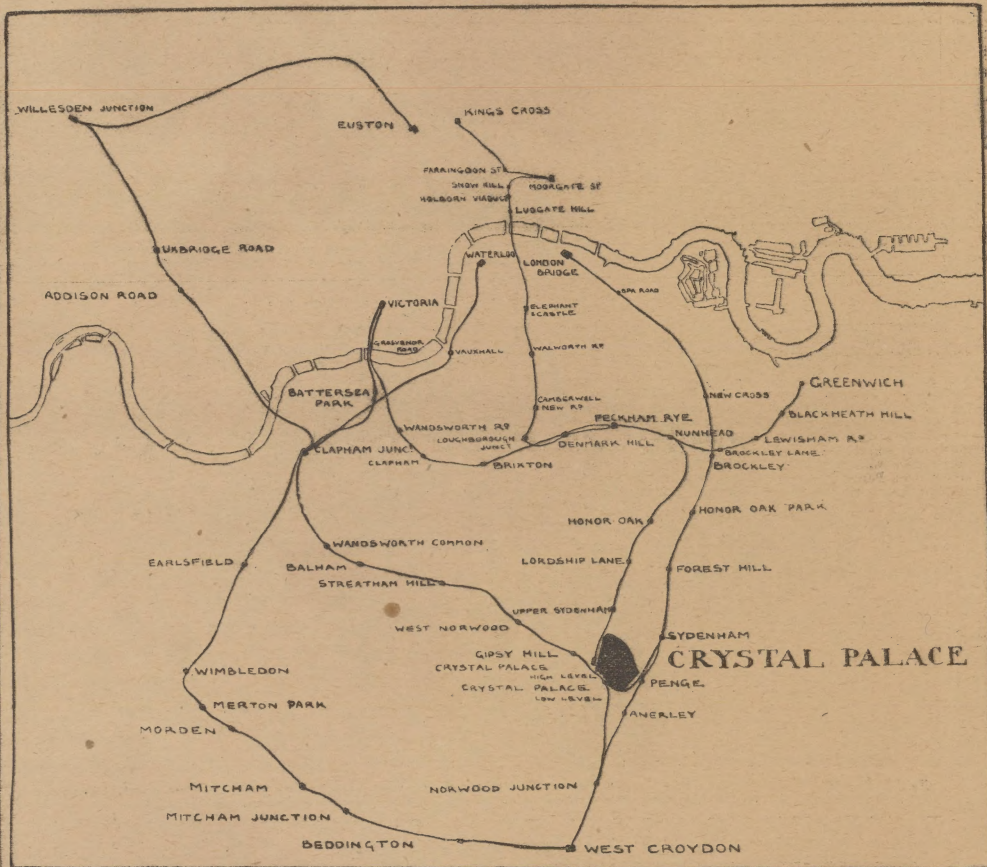 WILLESDEN JUNCTION
EUSTON
KINGS CROSS
FARRINGDON ST
MOORGATE ST
SNOW HILL
HOLBORN VIADUCT
LUDGATE HILL
UXBRIDGE ROAD
WATERLOO
LONDON
BRIDGE
ADDISON ROAD
SPA ROAD
VICTORIA
ELEPHANT
& CASTLE
GROSVENOR
ROAD
VAUXHALL
WALWORTH RD
GREENWICH
BATTERSEA
PARK
CAMBERWELL
NEW RD
NEW CROSS
BLACKHEATH HILL
PECKHAM RYE
WANDSWORTH RD
LOUGHBOROUGH
JUNCT
DENMARK HILL
NUNHEAD
LEWISHAM RD
CLAPHAM JUNC.
CLAPHAM
BRIXTON
BROCKLEY LANE
BROCKLEY
HONOR OAK
HONOR OAK PARK
WANDSWORTH COMMON
EARLSFIELD
BALHAM
LORDSHIP LANE
FOREST HILL
STREATHAM HILL
UPPER SYDENHAM
WEST NORWOOD
SYDENHAM
GIPSY HILL
CRYSTAL PALACE
CRYSTAL PALACE
HIGH LEVEL
WIMBLEDON
CRYSTAL PALACE
LOW LEVEL
PENGE
MERTON PARK
ANERLEY
MORDEN
MITCHAM
NORWOOD JUNCTION
MITCHAM JUNCTION
BEDDINGTON
WEST CROYDON